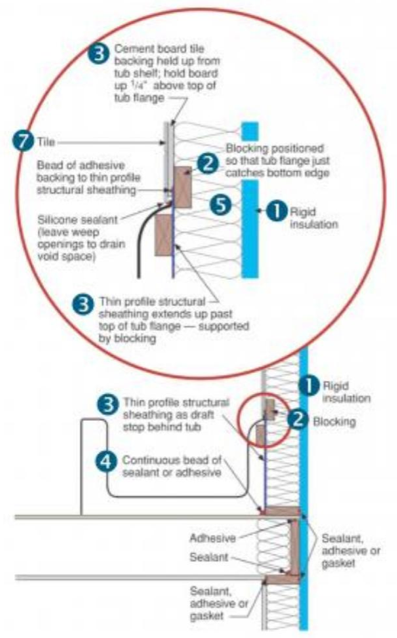 3 Cement board tile
backing held up from
tub shelf; hold board
up 1/4" above top of
tub flange
7 Tile
Bead of adhesive
backing to thin profile
structural sheathing
Silicone sealant
(leave weep
openings to drain
void space)
Blocking positioned
2 so that tub flange just
catches bottom edge
5
1 Rigid
insulation
3 Thin profile structural
sheathing extends up past
top of tub flange — supported
by blocking
1 Rigid
insulation
3 Thin profile structural
sheathing as draft
stop behind tub
2 Blocking
4 Continuous bead of
sealant or adhesive
Adhesive
Sealant
Sealant,
adhesive or
gasket
Sealant,
adhesive or
gasket